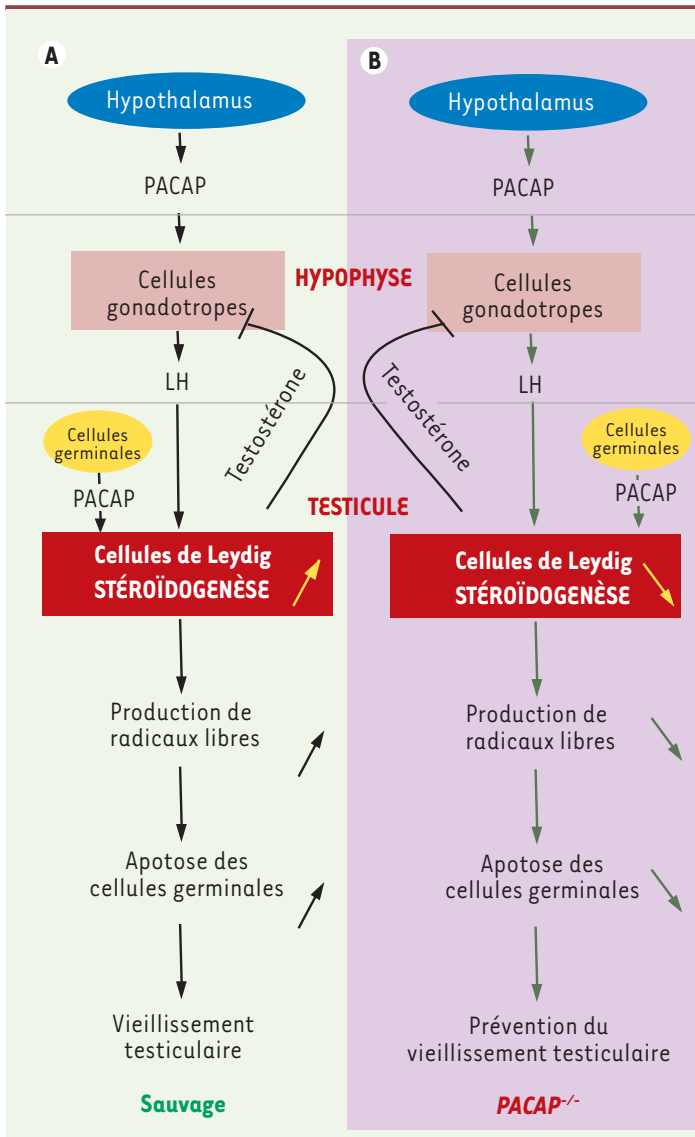 A
Hypothalamus
PACAP
Cellules
gonadotropes
LH
Testostérone
Cellules
germinales
PACAP
Cellules de Leydig
STÉROÏDOGENÈSE
Production de
radicaux libres
Apotose des
cellules germinales
Vieillissement
testiculaire
Sauvage
HYPOPHYSE
TESTICULE
B
Hypothalamus
PACAP
Cellules
gonadotropes
LH
Testostérone
Cellules
germinales
PACAP
Cellules de Leydig
STÉROÏDOGENÈSE
Production de
radicaux libres
Apotose des
cellules germinales
Prévention du
vieillissement testiculaire
PACAP-/-